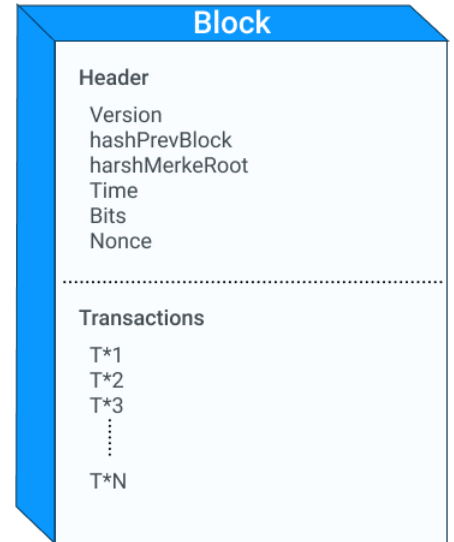 Block
Header
Version
hashPrevBlock
harshMerkeRoot
Time
Bits
Nonce
Transactions
T*1
T*2
T*3
T*N